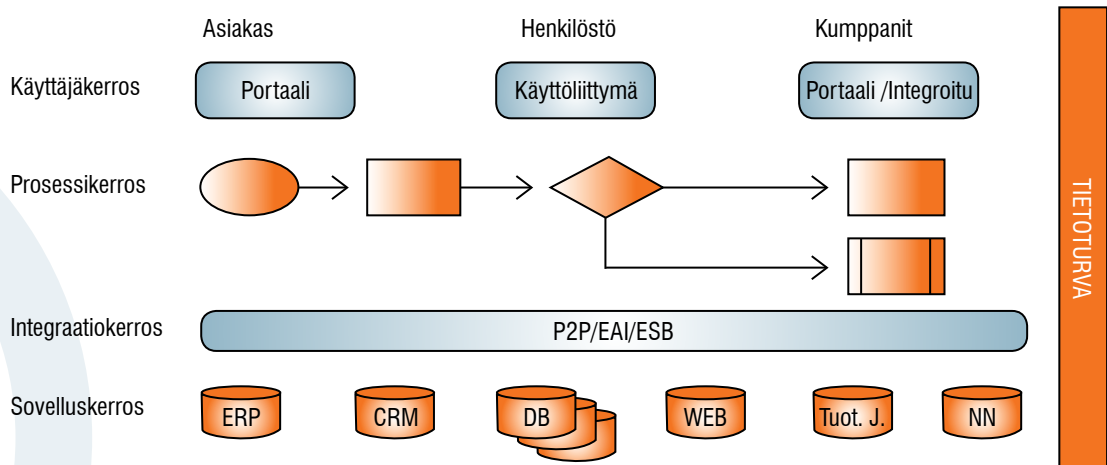 Asiakas
Henkilöstö
Kumppanit
Käyttäjäkerros
Portaali
Käyttöliittymä
Portaali /Integroitu
Prosessikerros
Integraatiokerros
P2P/EAI/ESB
Sovelluskerros
ERP
CRM
DB
WEB
Tuot. J.
NN
TIETOTURVA